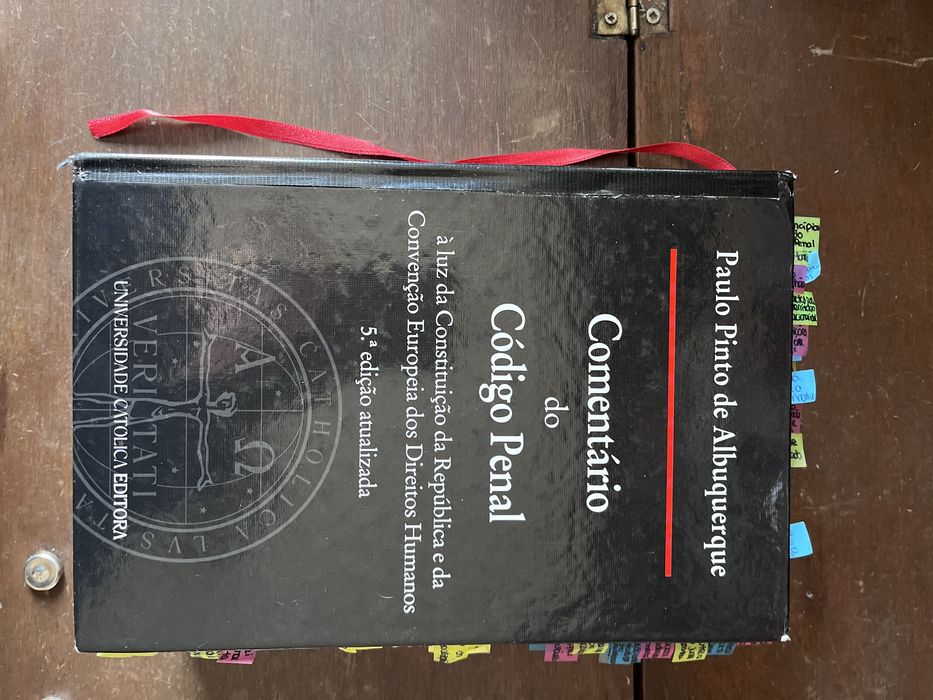 Paulo Pinto de Albuquerque
Comentário
do
Código Penal
à luz da Constituição da República e da
Convenção Europeia dos Direitos Humanos
5.ª edição atualizada
VERITATI
Α Ω
UNIVERSIDADE CATÓLICA EDITORA